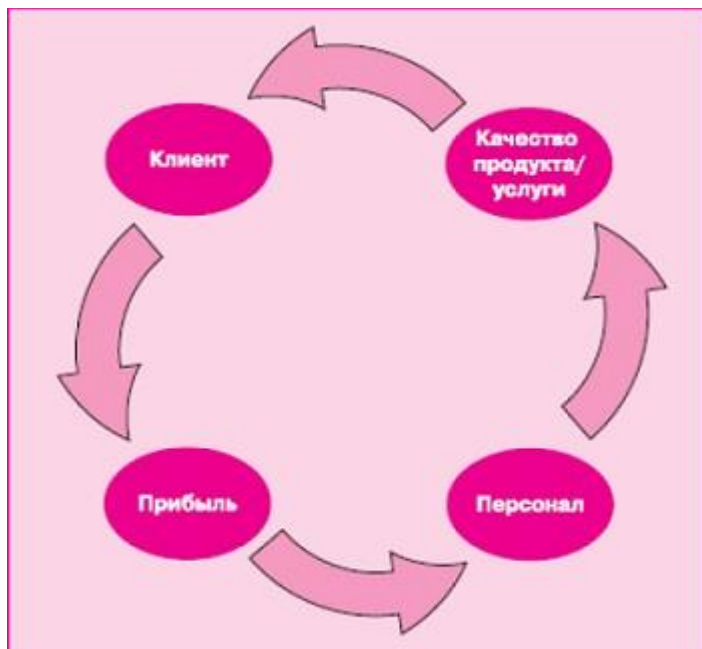 Клиент
Качество
продукта/
услуги
Прибыль
Персонал